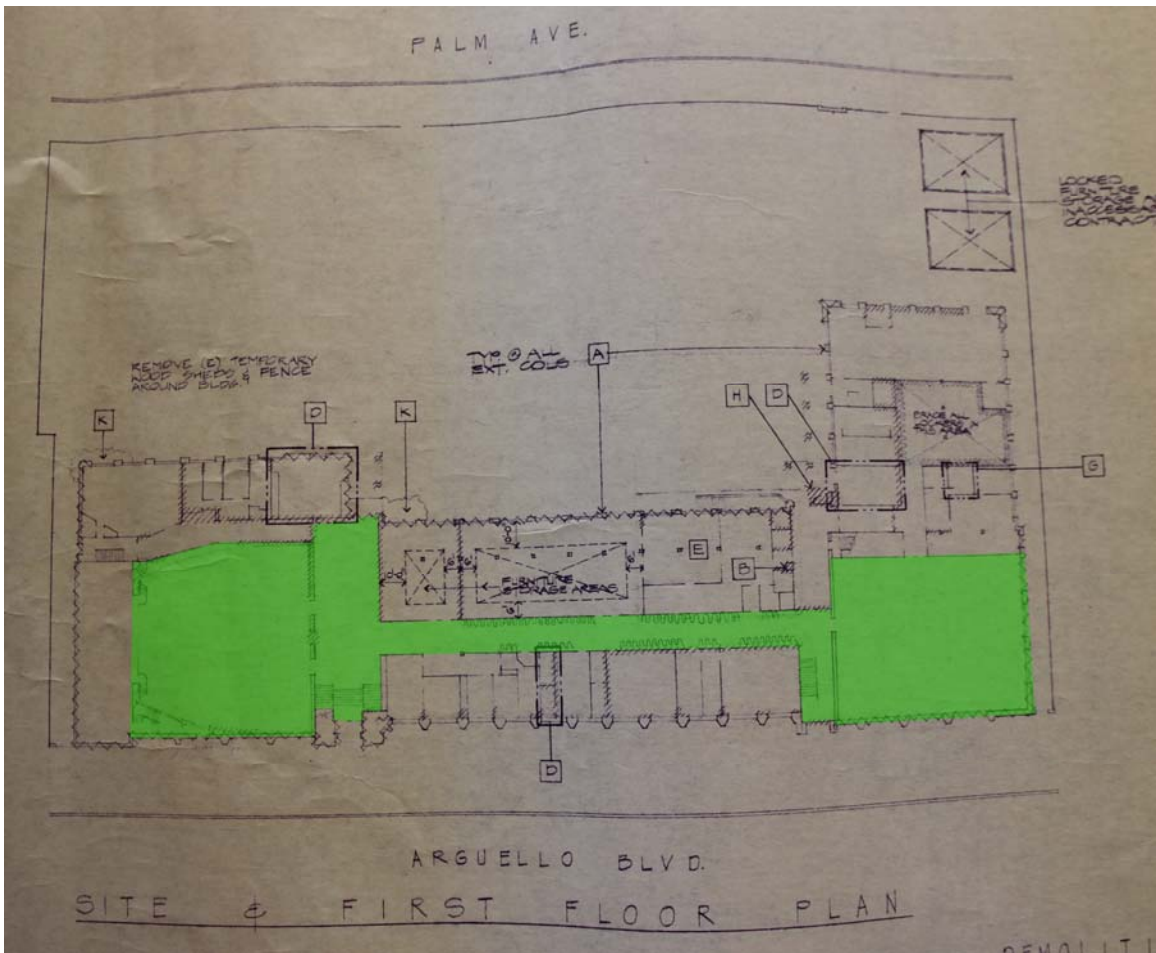 PALM AVE.
LOCKED
FURNITURE
STORAGE
REMOVE (E) TEMPORARY
WOOD SHEDS & FENCE
AROUND BLDG.
TYP @ ALL
EXT. COLS
A
K
D
K
H
D
G
E
B
FURNITURE
STORAGE AREAS
D
ARGUELLO BLVD.
SITE & FIRST FLOOR PLAN